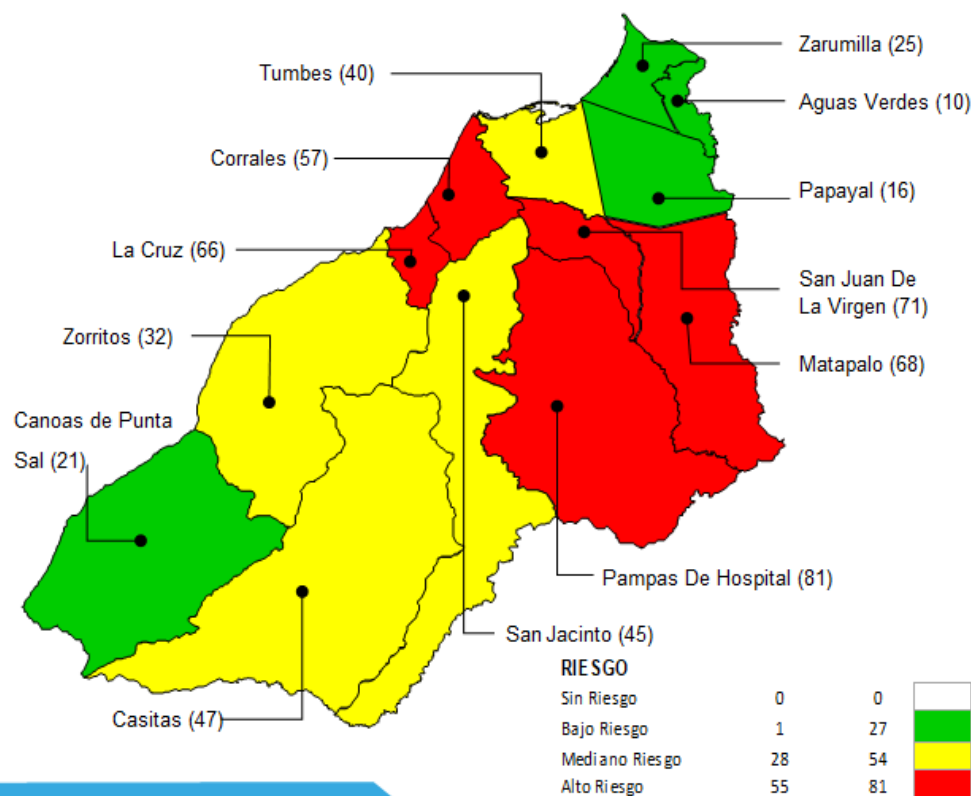 Zarumilla (25)
Tumbes (40)
Aguas Verdes (10)
Corrales (57)
Papayal (16)
La Cruz (66)
San Juan De
La Virgen (71)
Zorritos (32)
Matapalo (68)
Canoas de Punta
Sal (21)
Pampas De Hospital (81)
San Jacinto (45)
Casitas (47)
RIESGO
Sin Riesgo 0 0
Bajo Riesgo 1 27
Mediano Riesgo 28 54
Alto Riesgo 55 81